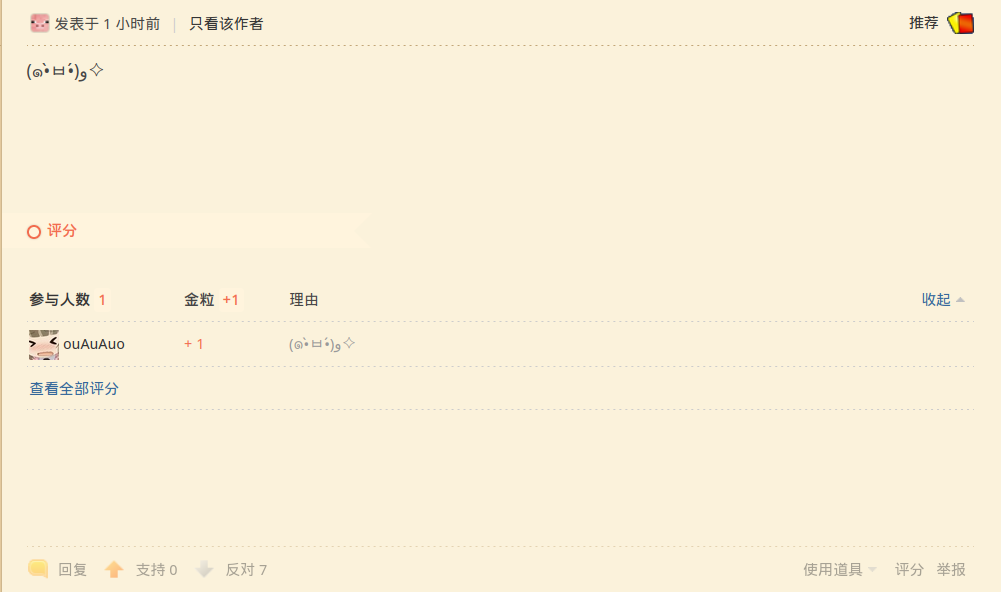 发表于 1 小时前 | 只看该作者 推荐
(๑•̀ㅂ•́)و✧
评分
参与人数 1 金粒 +1 理由 收起
ouAuAuo + 1 (๑•̀ㅂ•́)و✧
查看全部评分
回复 支持 0 反对 7 使用道具 评分 举报